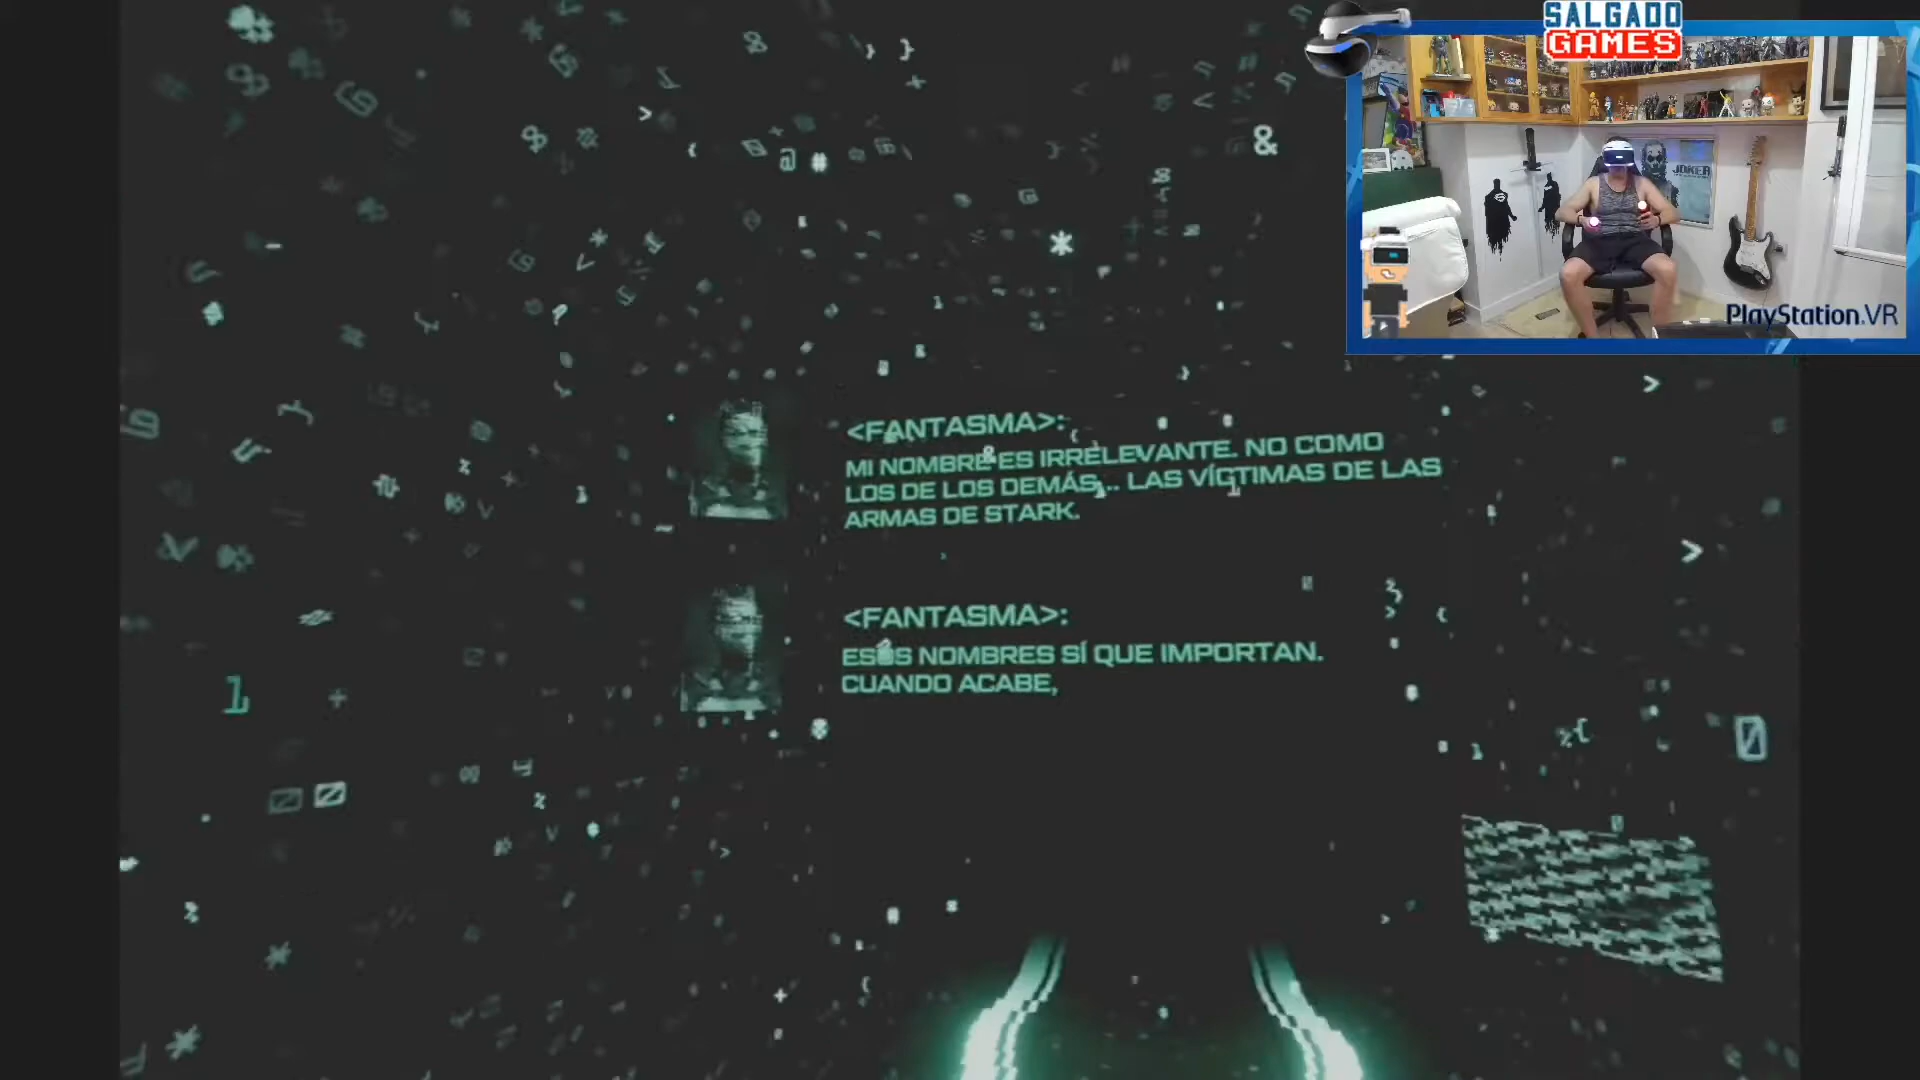 SALGADO
GAMES
JOKER
PlayStation.VR
<FANTASMA>:
MI NOMBRE ES IRRELEVANTE. NO COMO
LOS DE LOS DEMÁS... LAS VÍCTIMAS DE LAS
ARMAS DE STARK.
<FANTASMA>:
ESOS NOMBRES SÍ QUE IMPORTAN.
CUANDO ACABE,